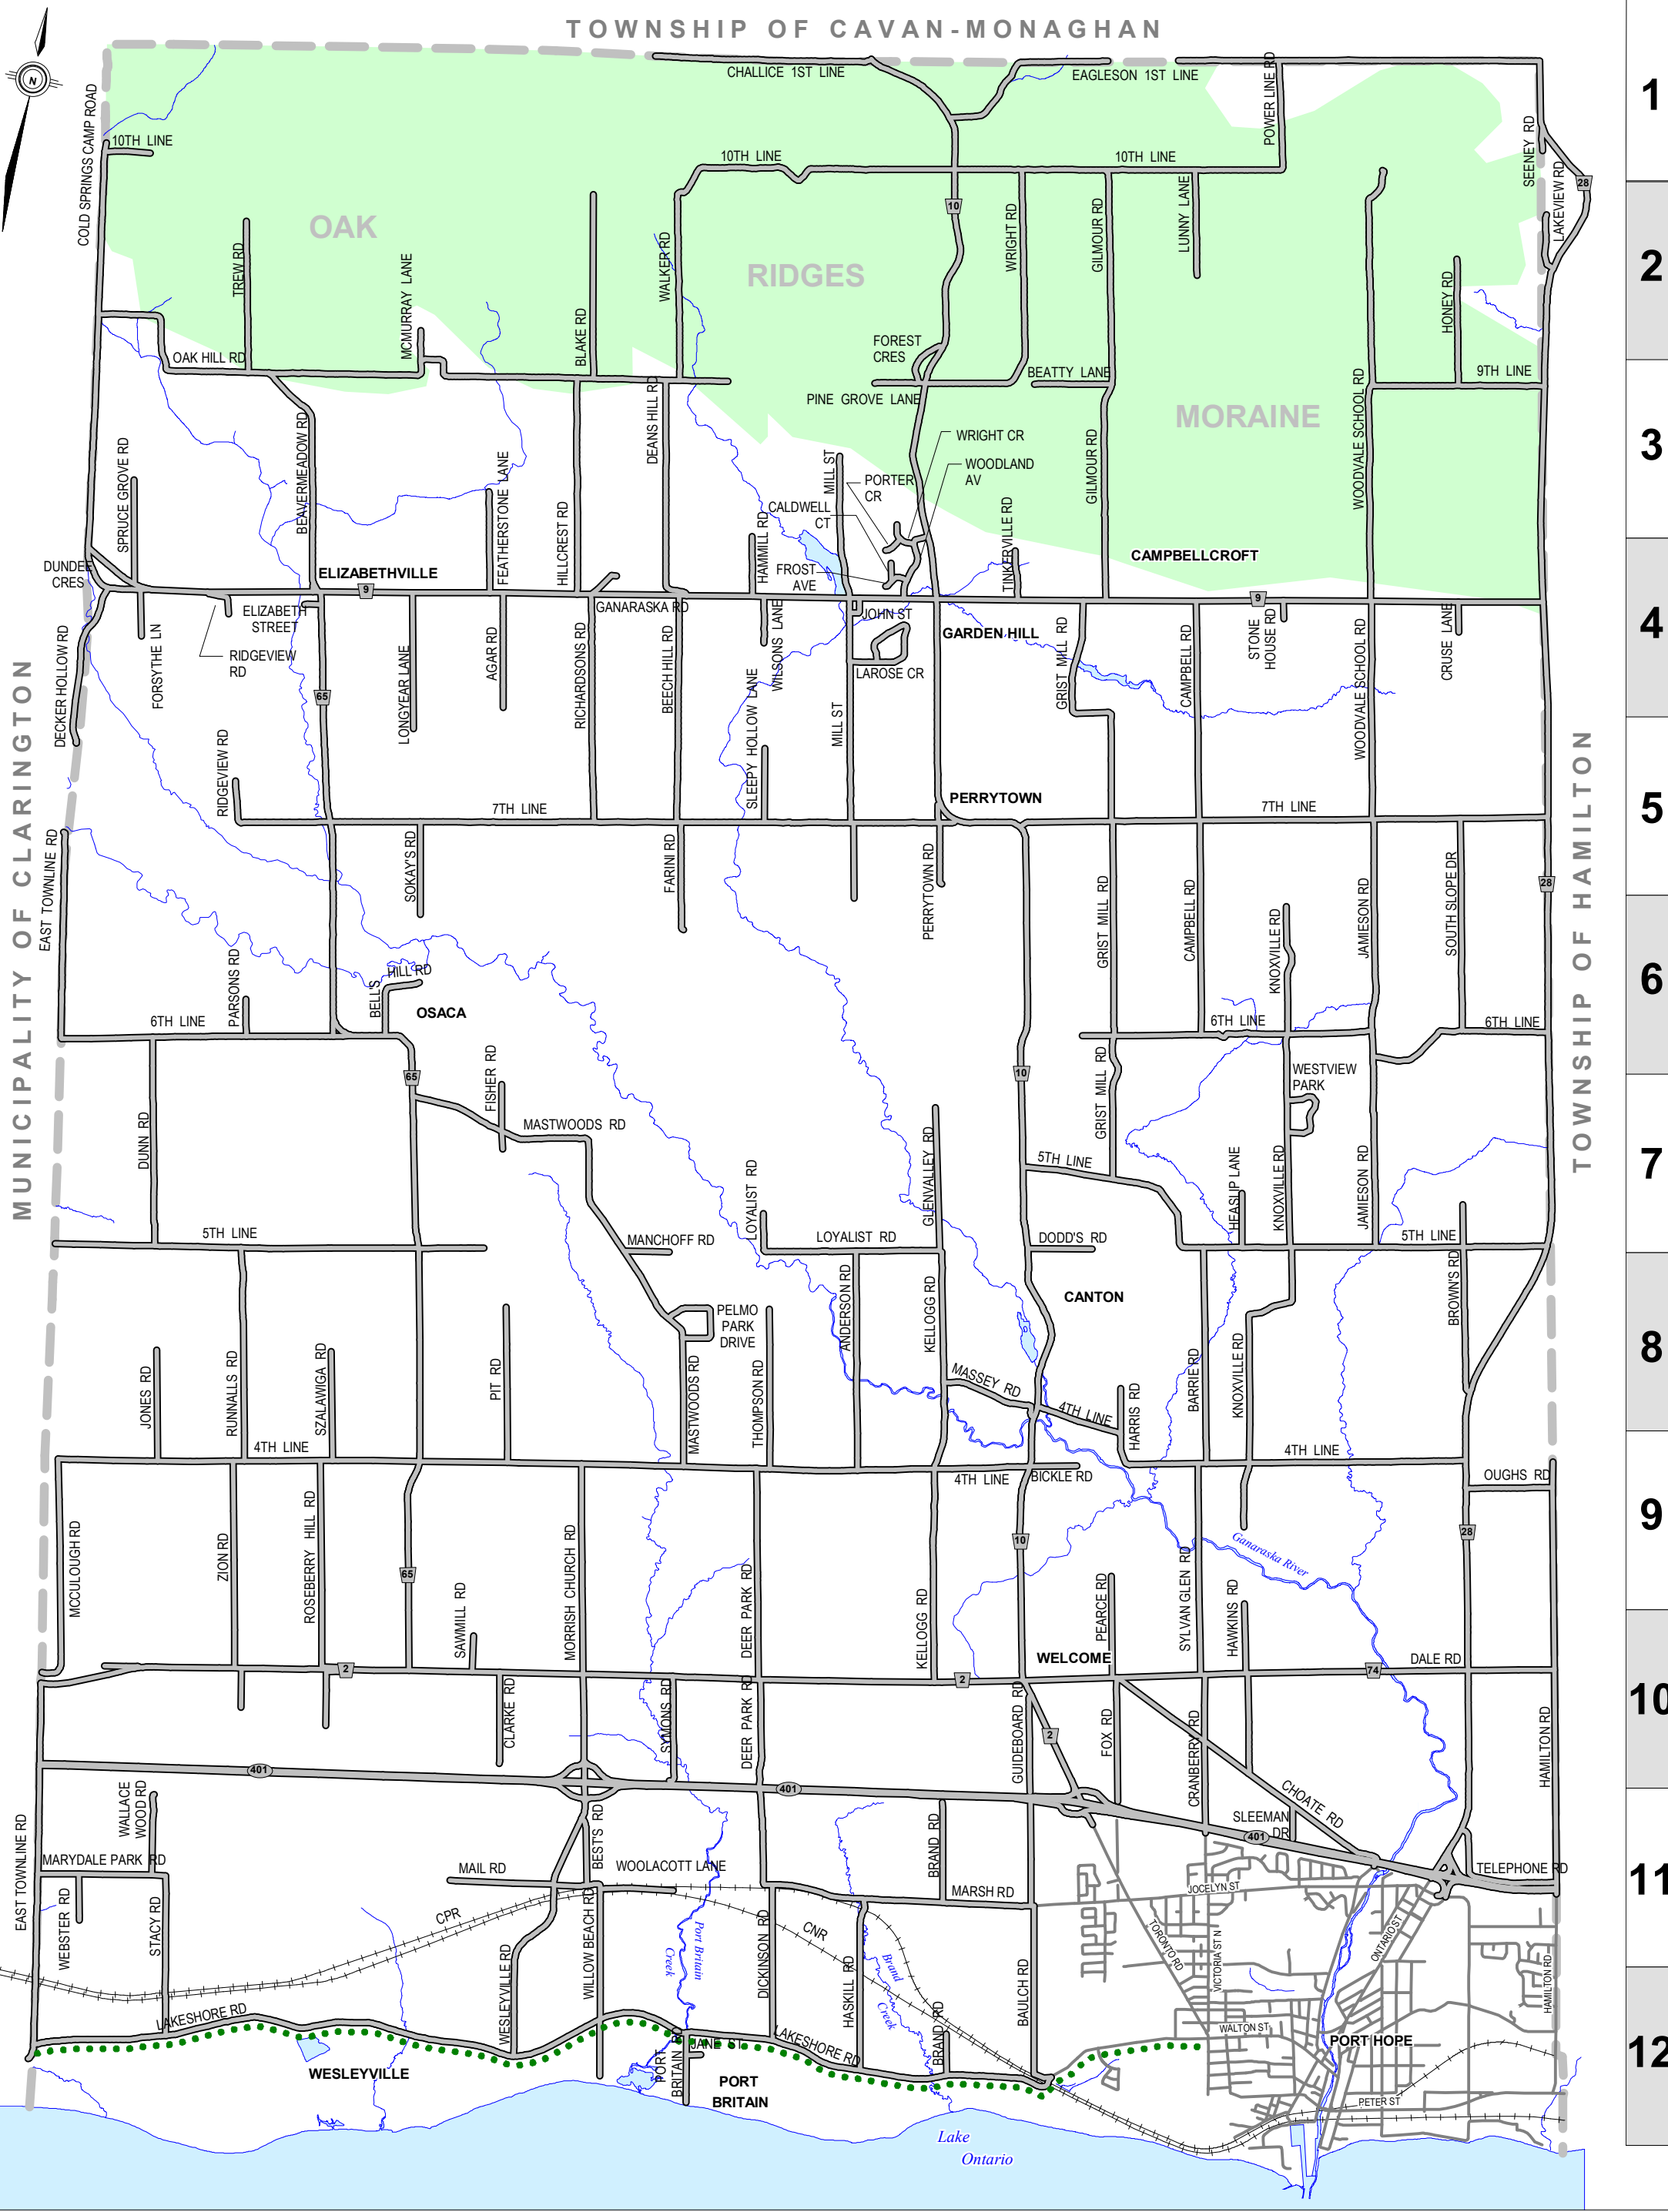 TOWNSHIP OF CAVAN-MONAGHAN
CHALLICE 1ST LINE
EAGLESON 1ST LINE
POWER LINE RD
1
N
COLD SPRINGS CAMP ROAD
10TH LINE
10TH LINE
10TH LINE
SEENEY RD
LAKEVIEW RD
28
OAK
RIDGES
10
WRIGHT RD
GILMOUR RD
LUNNY LANE
2
TREW RD
MCMURRAY LANE
BLAKE RD
WALKER RD
HONEY RD
OAK HILL RD
FOREST
CRES
BEATTY LANE
9TH LINE
PINE GROVE LANE
MORAINE
3
SPRUCE GROVE RD
BEAVERMEADOW RD
FEATHERSTONE LANE
HILLCREST RD
DEANS HILL RD
MILL ST
WRIGHT CR
WOODLAND
AV
PORTER
CR
CALDWELL
CT
HAMMILL RD
TINKERVILLE RD
GILMOUR RD
WOODVALE SCHOOL RD
CAMPBELLCROFT
DUNDEE
CRES
ELIZABETHVILLE
9
FROST
AVE
9
GANARASKA RD
JOHN ST
ELIZABETH
STREET
GARDEN HILL
STONE
HOUSE RD
CRUSE LANE
4
DECKER HOLLOW RD
FORSYTHE LN
RIDGEVIEW
RD
65
LONGYEAR LANE
AGAR RD
RICHARDSONS RD
BEECH HILL RD
WILSONS LANE
SLEEPY HOLLOW LANE
LAROSE CR
MILL ST
GRIST MILL RD
CAMPBELL RD
WOODVALE SCHOOL RD
MUNICIPALITY OF CLARINGTON
TOWNSHIP OF HAMILTON
RIDGEVIEW RD
7TH LINE
PERRYTOWN
7TH LINE
5
EAST TOWNLINE RD
SOKAY'S RD
FARINI RD
PERRYTOWN RD
GRIST MILL RD
CAMPBELL RD
KNOXVILLE RD
JAMIESON RD
SOUTH SLOPE DR
28
6
PARSONS RD
BELL'S
HILL RD
OSACA
6TH LINE
6TH LINE
6TH LINE
65
10
WESTVIEW
PARK
DUNN RD
FISHER RD
MASTWOODS RD
GRIST MILL RD
7
LOYALIST RD
GLENVALLEY RD
5TH LINE
HEASLIP LANE
KNOXVILLE RD
JAMIESON RD
5TH LINE
MANCHOFF RD
LOYALIST RD
DODD'S RD
5TH LINE
CANTON
PELMO
PARK
DRIVE
ANDERSON RD
KELLOGG RD
BROWN'S RD
8
JONES RD
RUNNALLS RD
SZALAWIGA RD
PIT RD
MASTWOODS RD
THOMPSON RD
MASSEY RD
4TH LINE
HARRIS RD
BARRIE RD
KNOXVILLE RD
4TH LINE
4TH LINE
BICKLE RD
4TH LINE
OUGHS RD
9
MCCULOUGH RD
ZION RD
ROSEBERRY HILL RD
65
SAWMILL RD
MORRISH CHURCH RD
DEER PARK RD
KELLOGG RD
10
PEARCE RD
SYLVAN GLEN RD
Ganaraska River
HAWKINS RD
28
2
WELCOME
2
74
DALE RD
10
CLARKE RD
SYMONS RD
DEER PARK RD
GUIDEBOARD RD
2
FOX RD
CRANBERRY RD
HAMILTON RD
401
401
CHOATE RD
WALLACE
WOOD RD
SLEEMAN
DR
401
EAST TOWNLINE RD
MARYDALE PARK RD
MAIL RD
BEST'S RD
WOOLACOTT LANE
BRAND RD
MARSH RD
JOCELYN ST
TELEPHONE RD
11
WEBSTER RD
STACY RD
CPR
WILLOW BEACH RD
Port Britain
Creek
DICKINSON RD
CNR
HASKILL RD
Brand
Creek
BAULCH RD
TORONTO RD
VICTORIA ST N
ONTARIO ST
HAMILTON RD
LAKESHORE RD
WESLEYVILLE RD
JANE ST
LAKESHORE RD
BRAND RD
WALTON ST
PORT HOPE
12
WESLEYVILLE
PORT
BRITAIN RD
PORT
BRITAIN
PETER ST
Lake
Ontario